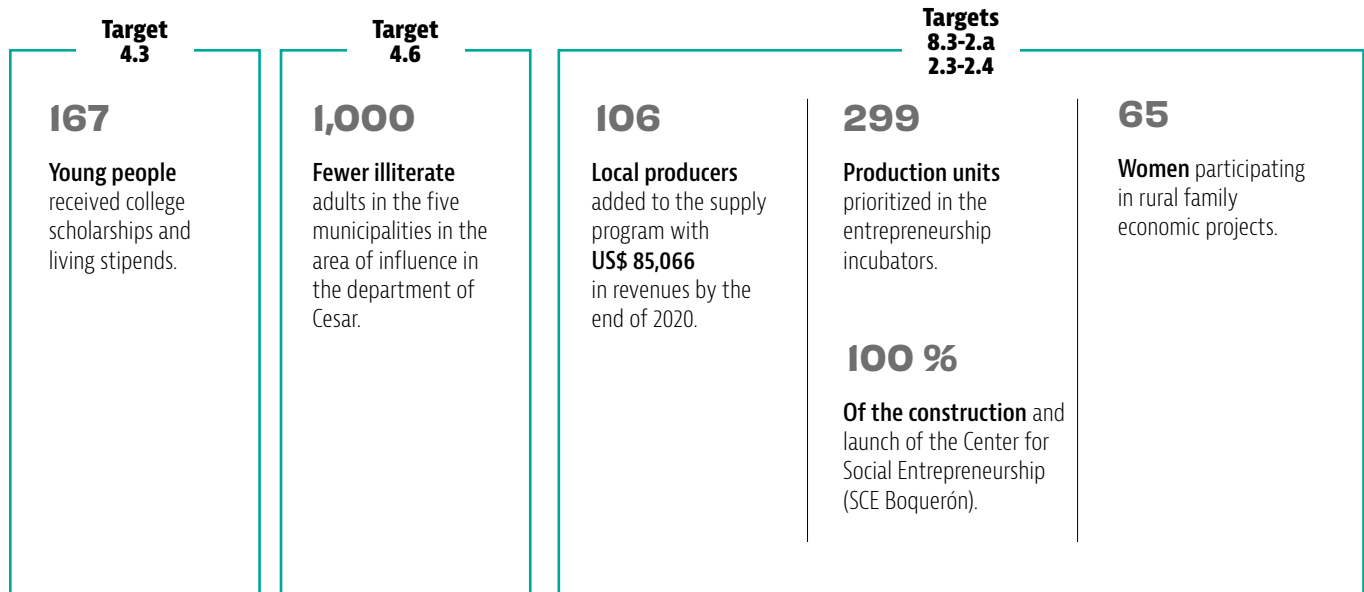 Target
4.3
167
Young people
received college
scholarships and
living stipends.
Target
4.6
1,000
Fewer illiterate
adults in the five
municipalities in the
area of influence in
the department of
Cesar.
Targets
8.3-2.a
2.3-2.4
106
Local producers
added to the supply
program with
US$ 85,066
in revenues by the
end of 2020.
299
Production units
prioritized in the
entrepreneurship
incubators.
100 %
Of the construction and
launch of the Center for
Social Entrepreneurship
(SCE Boquerón).
65
Women participating
in rural family
economic projects.